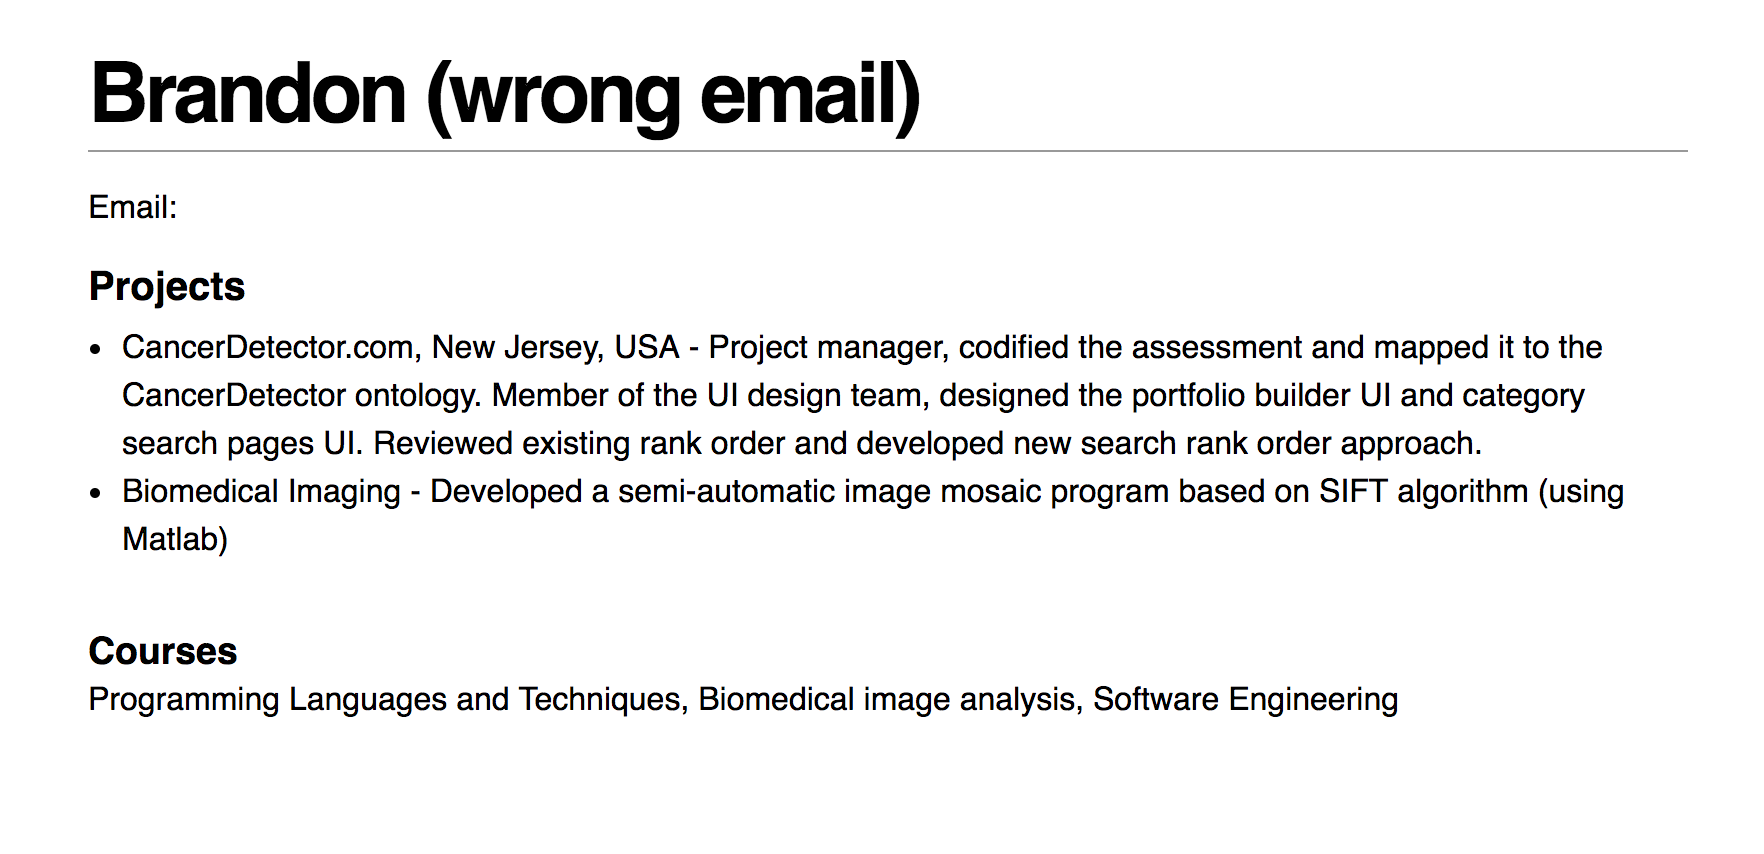 Brandon (wrong email)
Email:
Projects
• CancerDetector.com, New Jersey, USA - Project manager, codified the assessment and mapped it to the
CancerDetector ontology. Member of the UI design team, designed the portfolio builder UI and category
search pages UI. Reviewed existing rank order and developed new search rank order approach.
• Biomedical Imaging - Developed a semi-automatic image mosaic program based on SIFT algorithm (using
Matlab)
Courses
Programming Languages and Techniques, Biomedical image analysis, Software Engineering